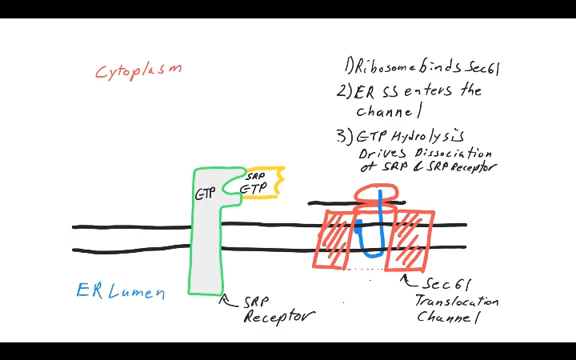 Cytoplasm
1) Ribosome binds Sec61
2) ER SS enters the
channel
3) GTP Hydrolysis
Drives Dissociation
of SRP & SRP Receptor
GTP
SRP
GTP
ER Lumen
SRP
Receptor
Sec61
Translocation
Channel